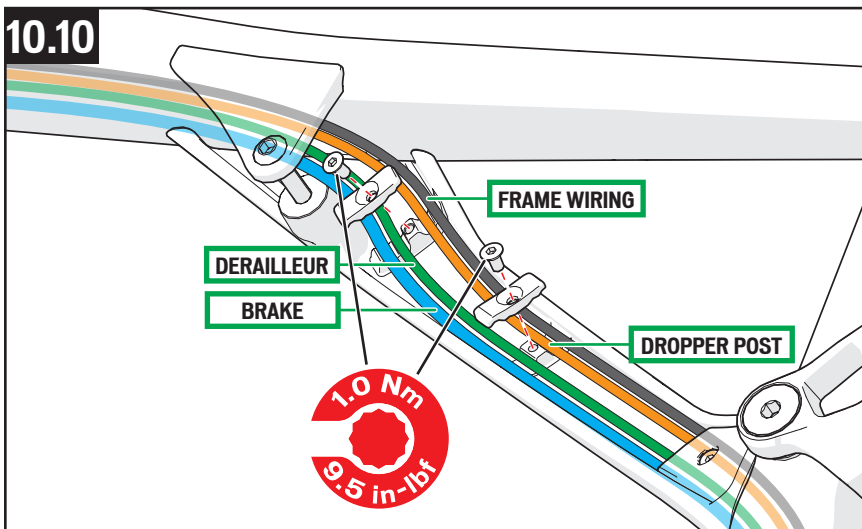 10.10
FRAME WIRING
DERAILLEUR
BRAKE
DROPPER POST
1.0 Nm
9.5 in-lbf